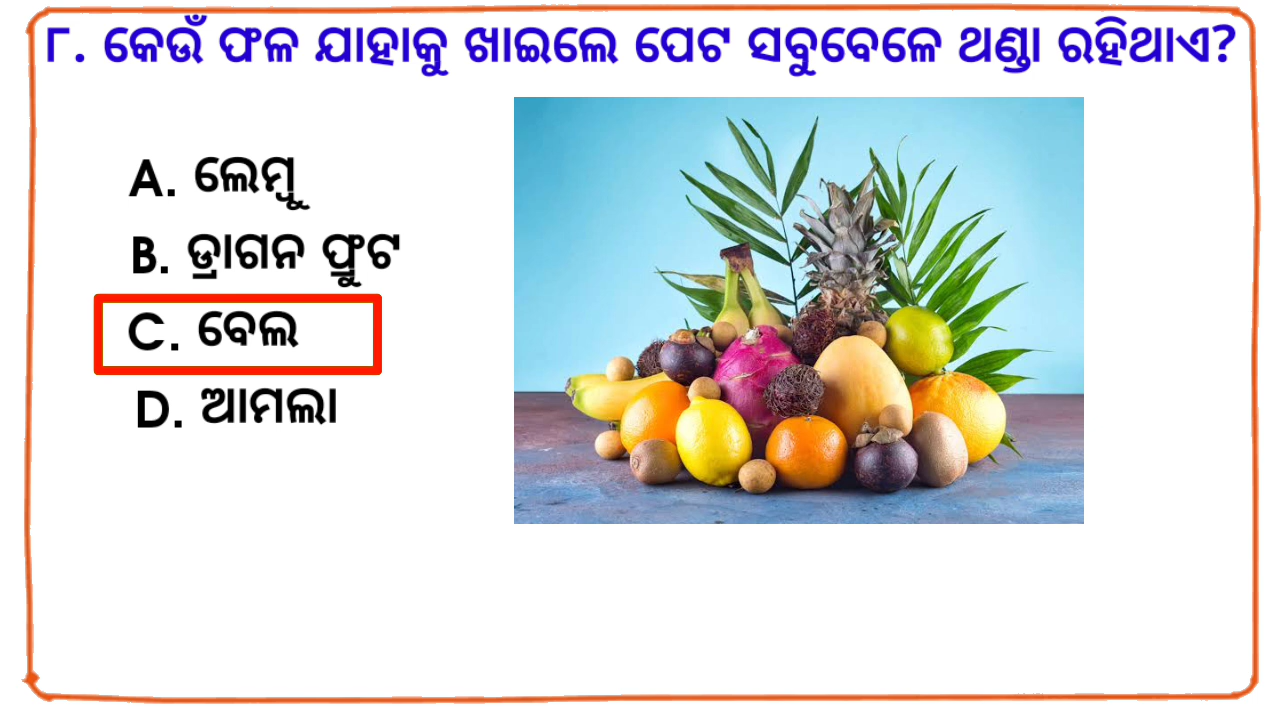 ୮. କେଉଁ ଫଳ ଯାହାକୁ ଖାଇଲେ ପେଟ ସବୁବେଳେ ଥଣ୍ଡା ରହିଥାଏ?
A. ଲେମ୍ବୁ
B. ଡ୍ରାଗନ ଫ୍ରୁଟ
C. ବେଲ
D. ଆମଲା